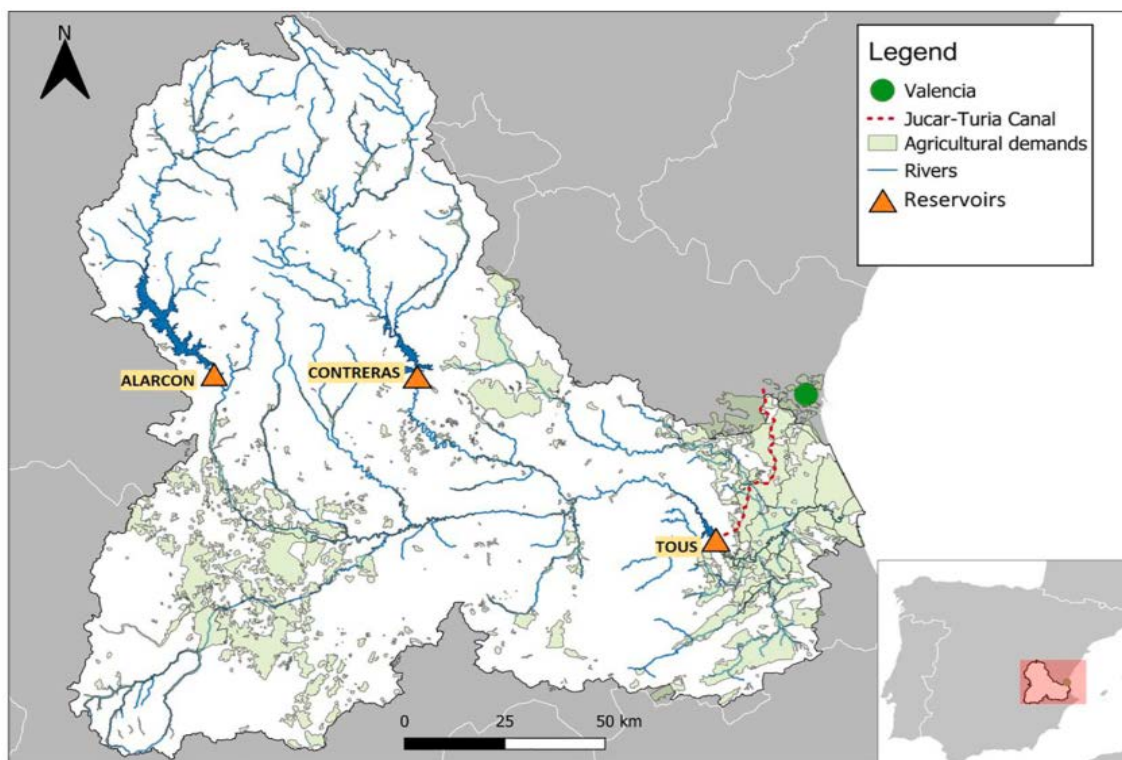 N
Legend
Valencia
Jucar-Turia Canal
Agricultural demands
Rivers
Reservoirs
ALARCON
CONTRERAS
TOUS
0 25 50 km